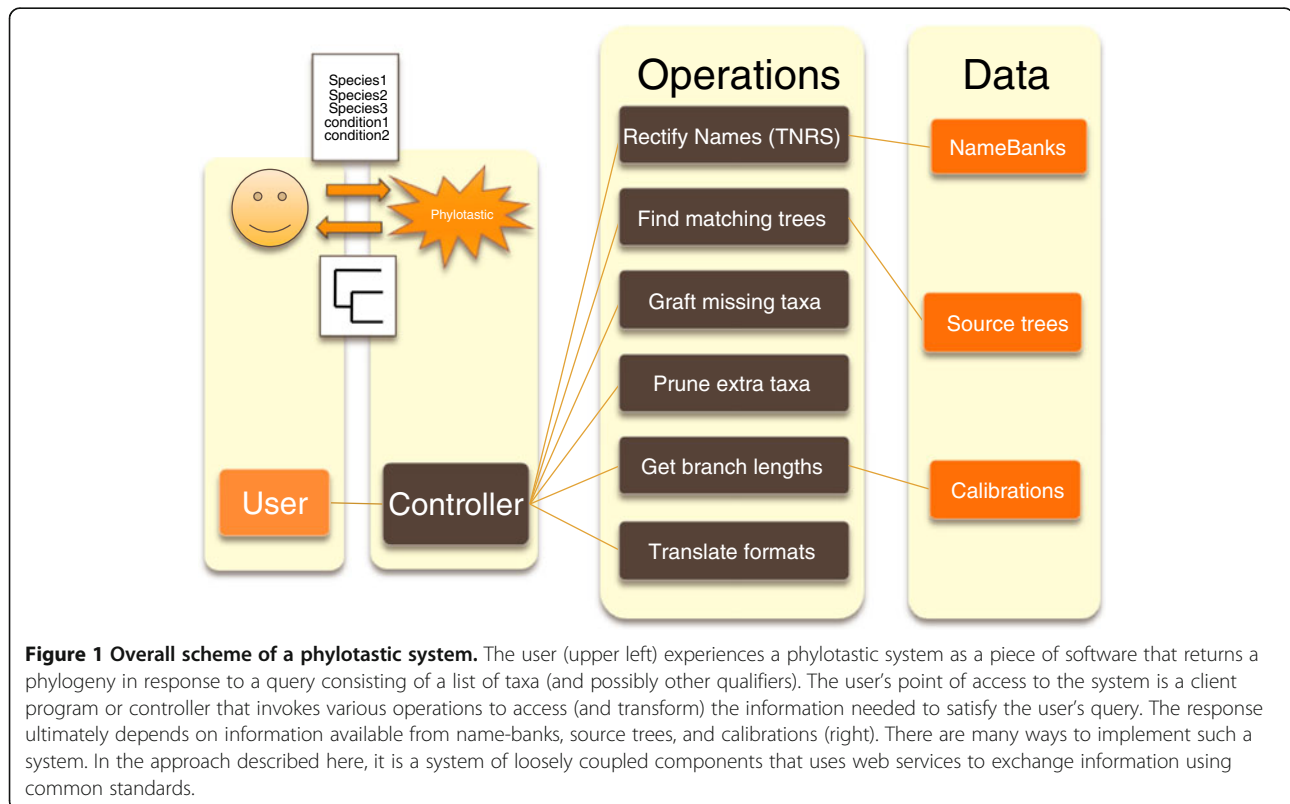 Species1
Species2
Species3
condition1
condition2
Phylotastic
User
Controller
Operations
Rectify Names (TNRS)
Find matching trees
Graft missing taxa
Prune extra taxa
Get branch lengths
Translate formats
Data
NameBanks
Source trees
Calibrations
Figure 1 Overall scheme of a phylotastic system. The user (upper left) experiences a phylotastic system as a piece of software that returns a
phylogeny in response to a query consisting of a list of taxa (and possibly other qualifiers). The user's point of access to the system is a client
program or controller that invokes various operations to access (and transform) the information needed to satisfy the user's query. The response
ultimately depends on information available from name-banks, source trees, and calibrations (right). There are many ways to implement such a
system. In the approach described here, it is a system of loosely coupled components that uses web services to exchange information using
common standards.